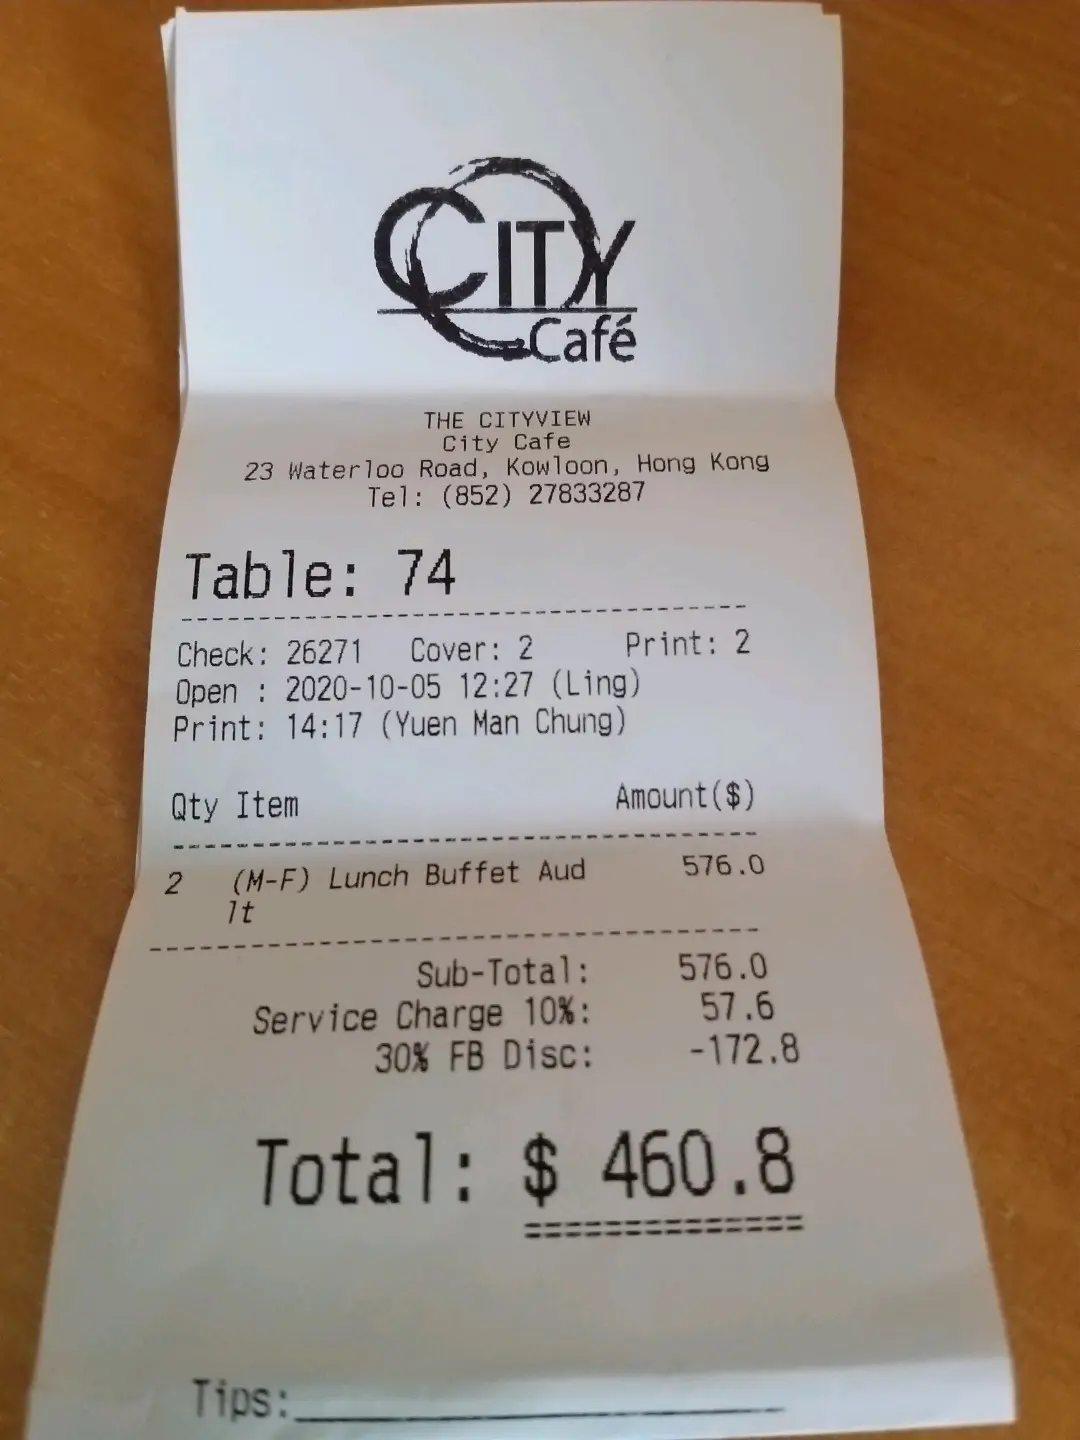 CITY
Café
THE CITYVIEW
City Cafe
23 Waterloo Road, Kowloon, Hong Kong
Tel: (852) 27833287
Table: 74
Check: 26271 Cover: 2 Print: 2
Open : 2020-10-05 12:27 (Ling)
Print: 14:17 (Yuen Man Chung)
Qty Item Amount($)
2 (M-F) Lunch Buffet Aud 576.0
lt
Sub-Total: 576.0
Service Charge 10%: 57.6
30% FB Disc: -172.8
Total: $ 460.8
Tips: